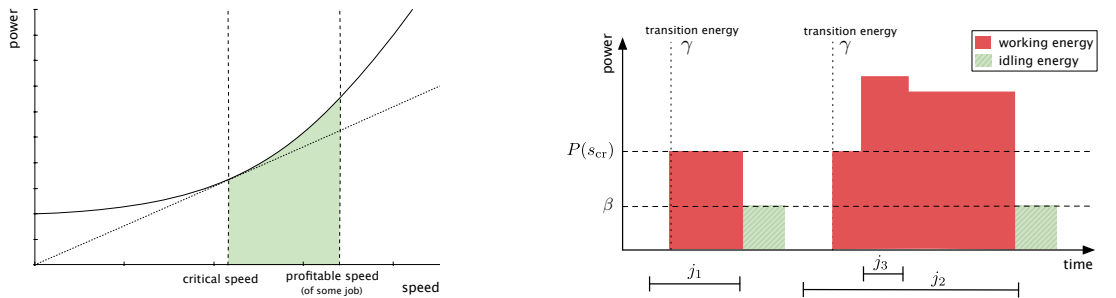 power
critical speed
profitable speed
(of some job)
speed
transition energy
γ
transition energy
γ
power
working energy
idling energy
P(s_cr)
β
time
j_1
j_3
j_2